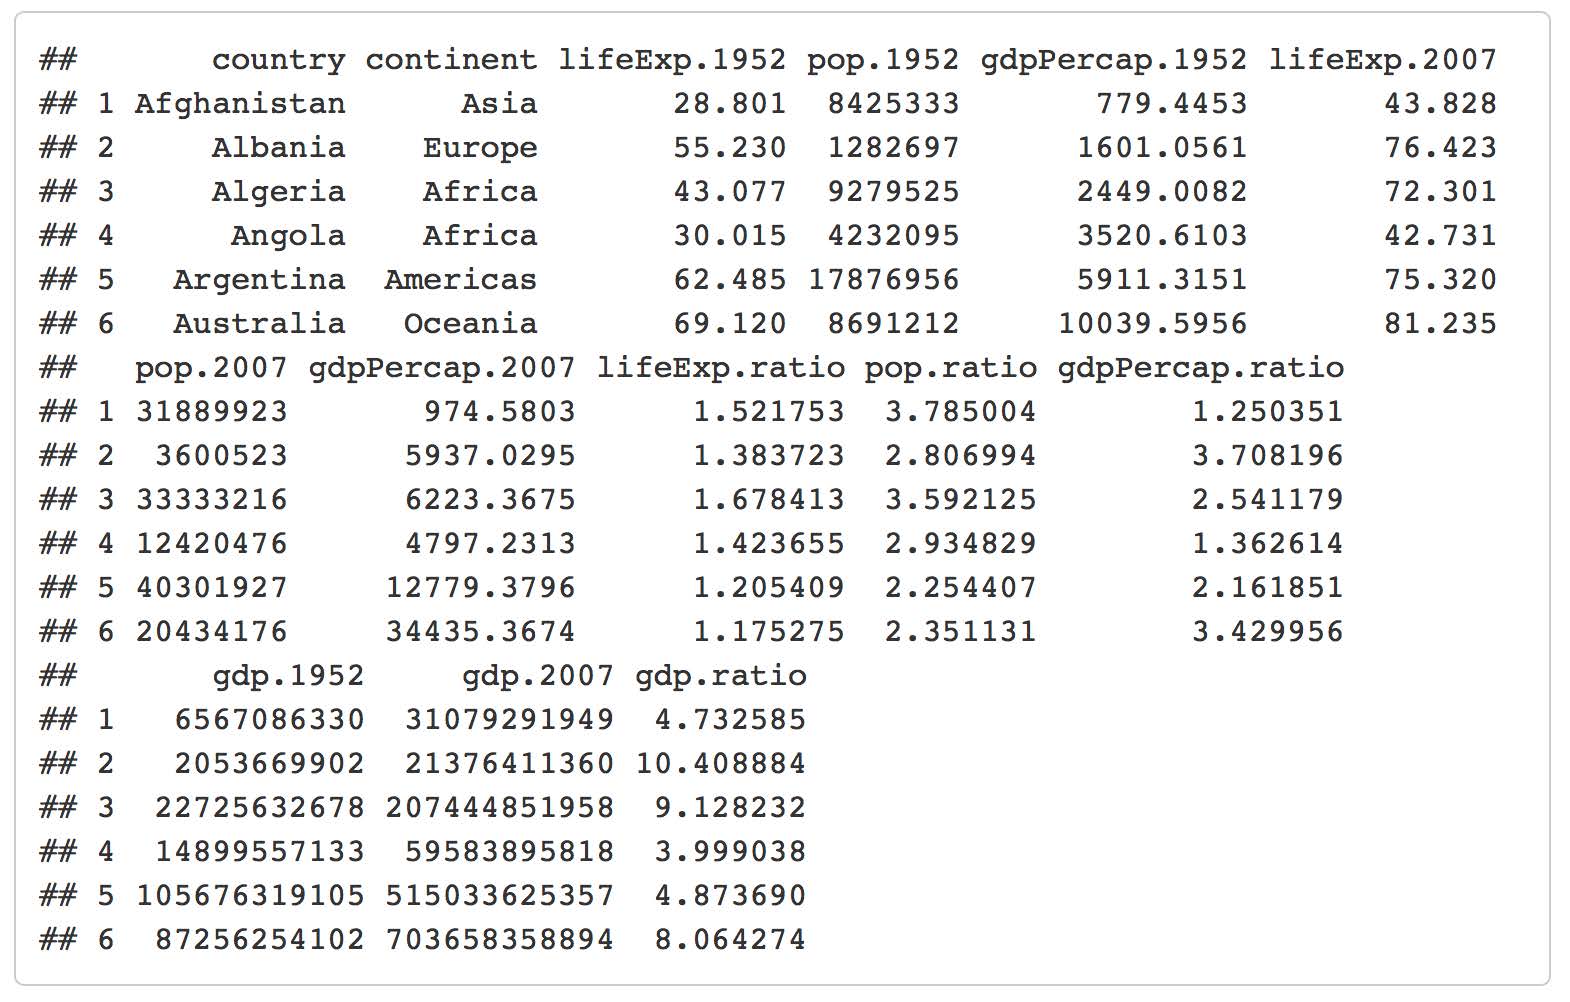 ##       country continent lifeExp.1952 pop.1952 gdpPercap.1952 lifeExp.2007
## 1 Afghanistan      Asia       28.801  8425333       779.4453       43.828
## 2     Albania    Europe       55.230  1282697      1601.0561       76.423
## 3     Algeria    Africa       43.077  9279525      2449.0082       72.301
## 4      Angola    Africa       30.015  4232095      3520.6103       42.731
## 5   Argentina  Americas       62.485 17876956      5911.3151       75.320
## 6   Australia   Oceania       69.120  8691212     10039.5956       81.235
##   pop.2007 gdpPercap.2007 lifeExp.ratio pop.ratio gdpPercap.ratio
## 1 31889923       974.5803      1.521753  3.785004        1.250351
## 2  3600523      5937.0295      1.383723  2.806994        3.708196
## 3 33333216      6223.3675      1.678413  3.592125        2.541179
## 4 12420476      4797.2313      1.423655  2.934829        1.362614
## 5 40301927     12779.3796      1.205409  2.254407        2.161851
## 6 20434176     34435.3674      1.175275  2.351131        3.429956
##       gdp.1952     gdp.2007 gdp.ratio
## 1   6567086330  31079291949  4.732585
## 2   2053669902  21376411360 10.408884
## 3  22725632678 207444851958  9.128232
## 4  14899557133  59583895818  3.999038
## 5 105676319105 515033625357  4.873690
## 6  87256254102 703658358894  8.064274